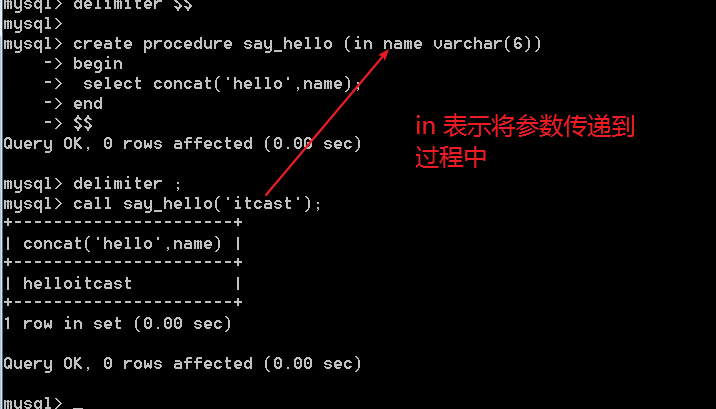 mysql> delimiter $$
mysql>
mysql> create procedure say_hello (in name varchar(6))
    -> begin
    ->  select concat('hello',name);
    -> end
    -> $$
Query OK, 0 rows affected (0.00 sec)
in 表示将参数传递到
过程中
mysql> delimiter ;
mysql> call say_hello('itcast');
+----------------------+
| concat('hello',name) |
+----------------------+
| helloitcast          |
+----------------------+
1 row in set (0.00 sec)
Query OK, 0 rows affected (0.00 sec)
mysql> _